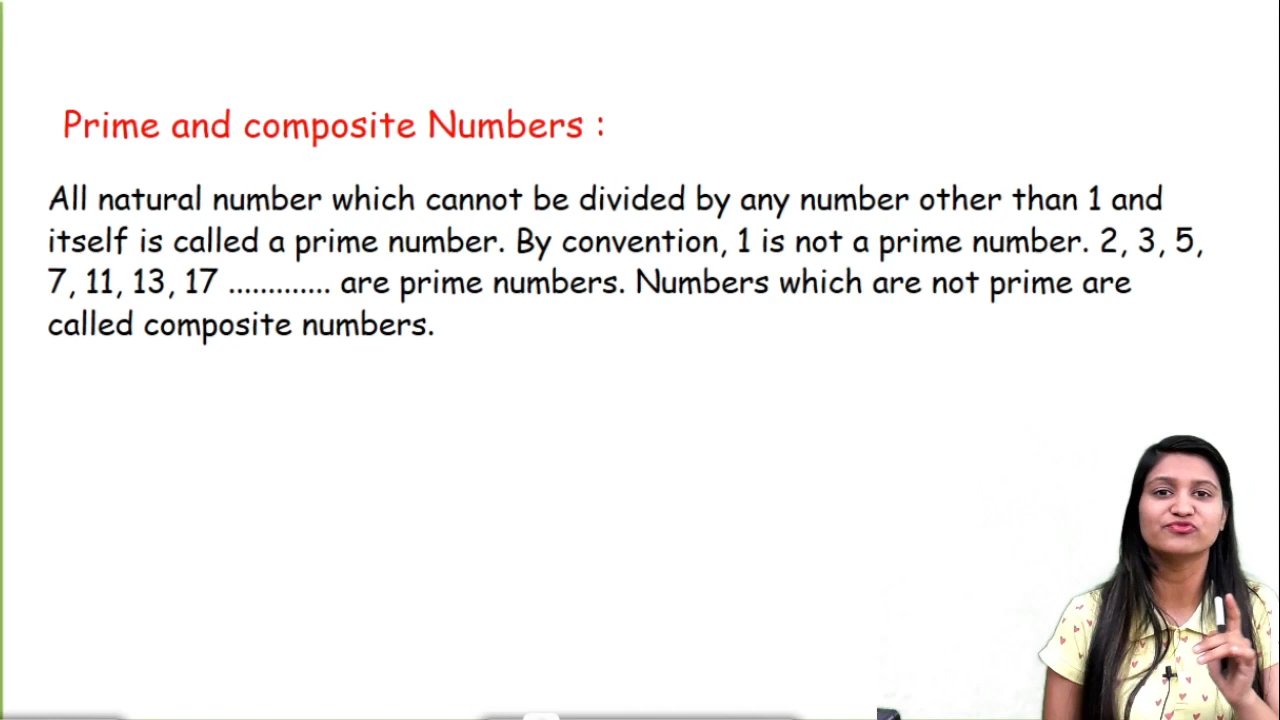 Prime and composite Numbers :
All natural number which cannot be divided by any number other than 1 and
itself is called a prime number. By convention, 1 is not a prime number. 2, 3, 5,
7, 11, 13, 17 ............. are prime numbers. Numbers which are not prime are
called composite numbers.